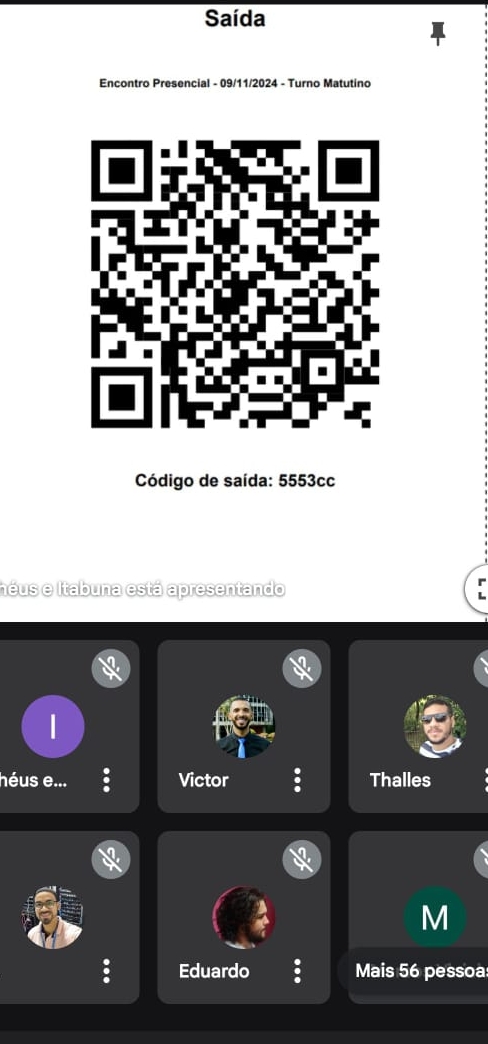 Saída
Encontro Presencial - 09/11/2024 - Turno Matutino
Código de saída: 5553cc
héus e Itabuna está apresentando
I
héus e...
Victor
Thalles
Eduardo
M
Mais 56 pessoas